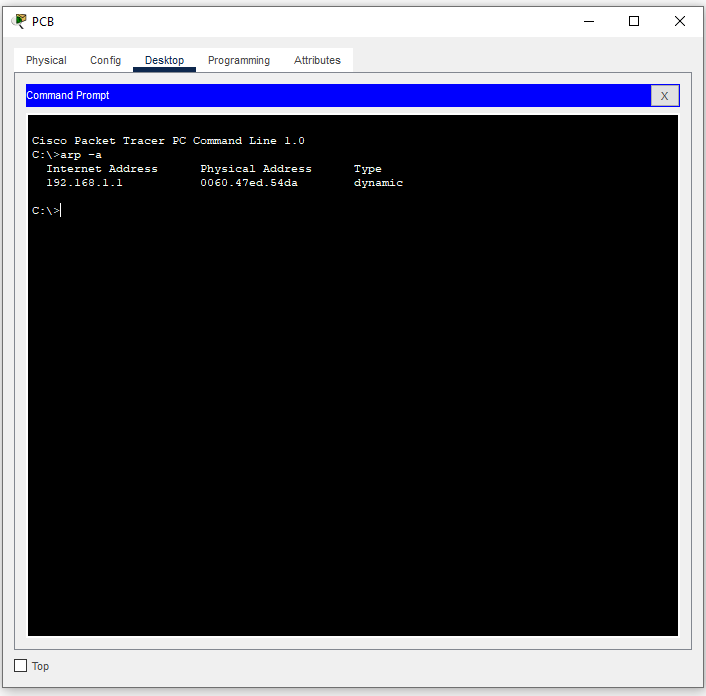 PCB
Physical Config Desktop Programming Attributes
Command Prompt X
Cisco Packet Tracer PC Command Line 1.0
C:\>arp -a
Internet Address Physical Address Type
192.168.1.1 0060.47ed.54da dynamic
C:\>
Top